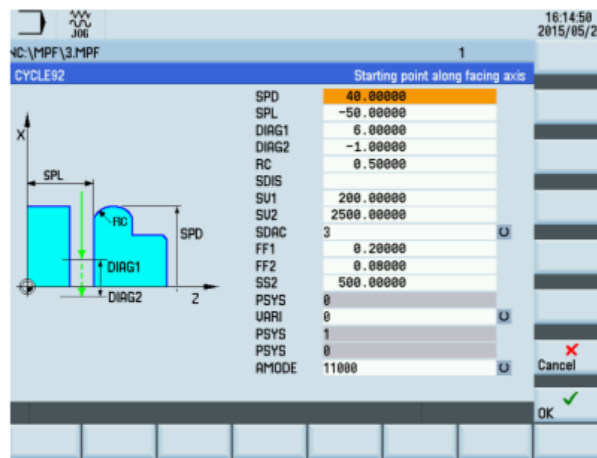 JOG
16:14:50
2015/05/2
NC:\MPF\3.MPF 1
CYCLE92 Starting point along facing axis
SPD 40.00000
SPL -50.00000
DIAG1 6.00000
DIAG2 -1.00000
RC 0.50000
SDIS
SV1 200.00000
SV2 2500.00000
SDAC 3
FF1 0.20000
FF2 0.08000
SS2 500.00000
PSYS 0
VARI 0
PSYS 1
PSYS 0
AMODE 11000
X
SPL
RC
SPD
DIAG1
DIAG2
Z
Cancel
OK